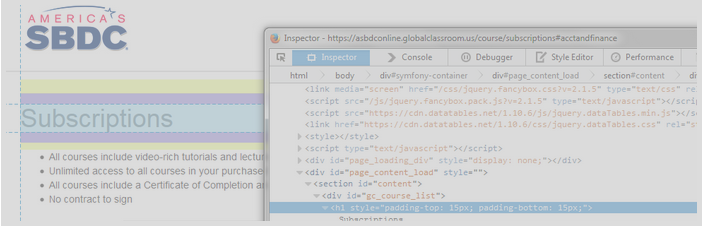 AMERICA'S
SBDC
Subscriptions
All courses include video-rich tutorials and lectur
Unlimited access to all courses in your purchase
All courses include a Certificate of Completion a
No contract to sign
Inspector - https://asbdconline.globalclassroom.us/course/subscriptions#acctandfinance
Inspector Console Debugger Style Editor Performance
html body div#symfony-container div#page_content_load section#content di
<link media="screen" href="/css/jquery.fancybox.css?v=2.1.5" type="text/css" rel
<script src="/js/jquery.fancybox.pack.js?v=2.1.5" type="text/javascript"></scri
<script src="https://cdn.datatables.net/1.10.6/js/jquery.dataTables.min.js"></s
<link href="https://cdn.datatables.net/1.10.6/css/jquery.dataTables.css" rel="st
<style></style>
<script type="text/javascript"></script>
<div id="page_loading_div" style="display: none;"></div>
<div id="page_content_load" style="">
<section id="content">
<div id="gc_course_list">
<h1 style="padding-top: 15px; padding-bottom: 15px;">
Subscriptions